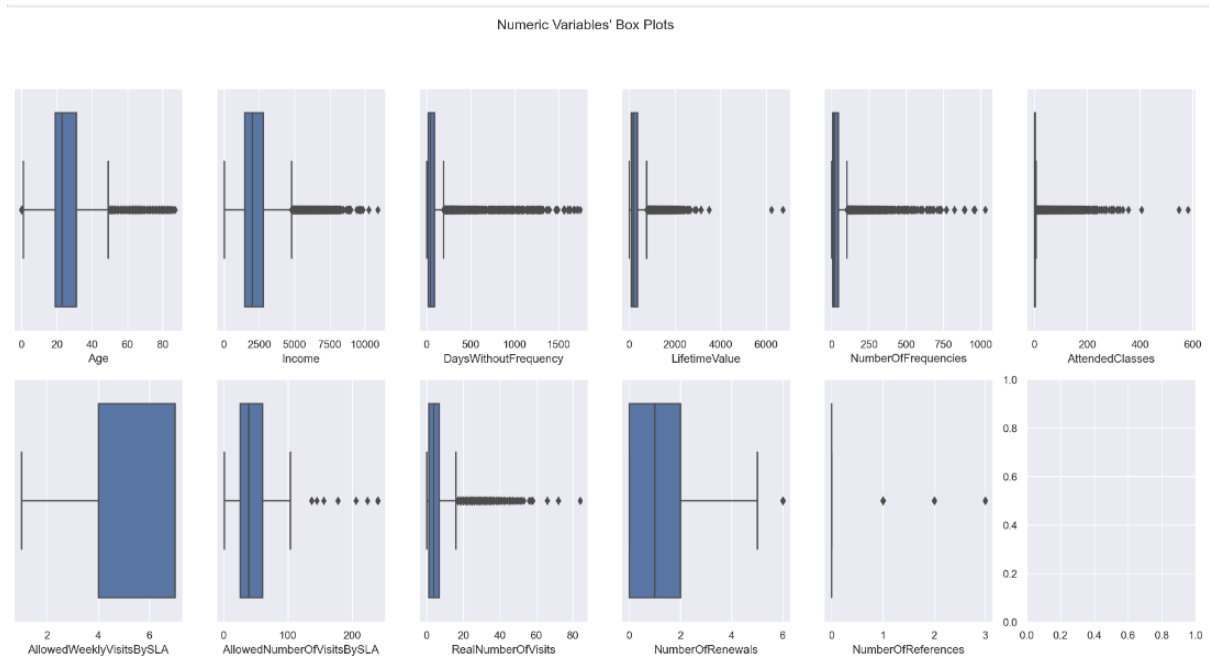 Numeric Variables' Box Plots
0 20 40 60 80
Age
0 2500 5000 7500 10000
Income
500 1000 1500
DaysWithoutFrequency
0 2000 4000 6000
LifetimeValue
0 250 500 750 1000
NumberOfFrequencies
0 200 400 600
AttendedClasses
2 4 6
AllowedWeeklyVisitsBySLA
0 100 200
AllowedNumberOfVisitsBySLA
0 20 40 60 80
RealNumberOfVisits
0 2 4 6
NumberOfRenewals
0 1 2 3
NumberOfReferences
1.0
0.8
0.6
0.4
0.2
0.0
0.0 0.2 0.4 0.6 0.8 1.0